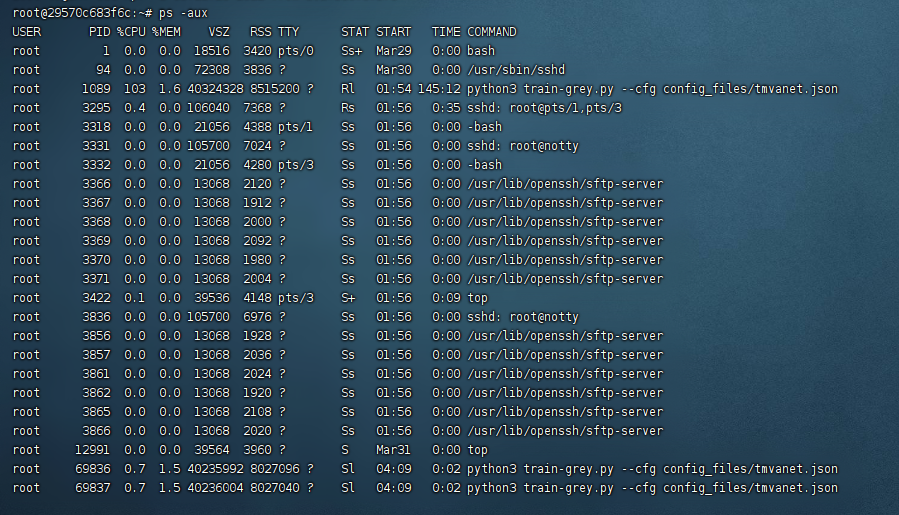 root@29570c683f6c:~# ps -aux
USER PID %CPU %MEM VSZ RSS TTY STAT START TIME COMMAND
root 1 0.0 0.0 18516 3420 pts/0 Ss+ Mar29 0:00 bash
root 94 0.0 0.0 72308 3836 ? Ss Mar30 0:00 /usr/sbin/sshd
root 1089 103 1.6 40324328 8515200 ? Rl 01:54 145:12 python3 train-grey.py --cfg config_files/tmvanet.json
root 3295 0.4 0.0 106040 7368 ? Rs 01:56 0:35 sshd: root@pts/1,pts/3
root 3318 0.0 0.0 21056 4388 pts/1 Ss 01:56 0:00 -bash
root 3331 0.0 0.0 105700 7024 ? Ss 01:56 0:00 sshd: root@notty
root 3332 0.0 0.0 21056 4280 pts/3 Ss 01:56 0:00 -bash
root 3366 0.0 0.0 13068 2120 ? Ss 01:56 0:00 /usr/lib/openssh/sftp-server
root 3367 0.0 0.0 13068 1912 ? Ss 01:56 0:00 /usr/lib/openssh/sftp-server
root 3368 0.0 0.0 13068 2000 ? Ss 01:56 0:00 /usr/lib/openssh/sftp-server
root 3369 0.0 0.0 13068 2092 ? Ss 01:56 0:00 /usr/lib/openssh/sftp-server
root 3370 0.0 0.0 13068 1980 ? Ss 01:56 0:00 /usr/lib/openssh/sftp-server
root 3371 0.0 0.0 13068 2004 ? Ss 01:56 0:00 /usr/lib/openssh/sftp-server
root 3422 0.1 0.0 39536 4148 pts/3 S+ 01:56 0:09 top
root 3836 0.0 0.0 105700 6976 ? Ss 01:56 0:00 sshd: root@notty
root 3856 0.0 0.0 13068 1928 ? Ss 01:56 0:00 /usr/lib/openssh/sftp-server
root 3857 0.0 0.0 13068 2036 ? Ss 01:56 0:00 /usr/lib/openssh/sftp-server
root 3861 0.0 0.0 13068 2024 ? Ss 01:56 0:00 /usr/lib/openssh/sftp-server
root 3862 0.0 0.0 13068 1920 ? Ss 01:56 0:00 /usr/lib/openssh/sftp-server
root 3865 0.0 0.0 13068 2108 ? Ss 01:56 0:00 /usr/lib/openssh/sftp-server
root 3866 0.0 0.0 13068 2020 ? Ss 01:56 0:00 /usr/lib/openssh/sftp-server
root 12991 0.0 0.0 39564 3960 ? S Mar31 0:00 top
root 69836 0.7 1.5 40235992 8027096 ? Sl 04:09 0:02 python3 train-grey.py --cfg config_files/tmvanet.json
root 69837 0.7 1.5 40236004 8027040 ? Sl 04:09 0:02 python3 train-grey.py --cfg config_files/tmvanet.json